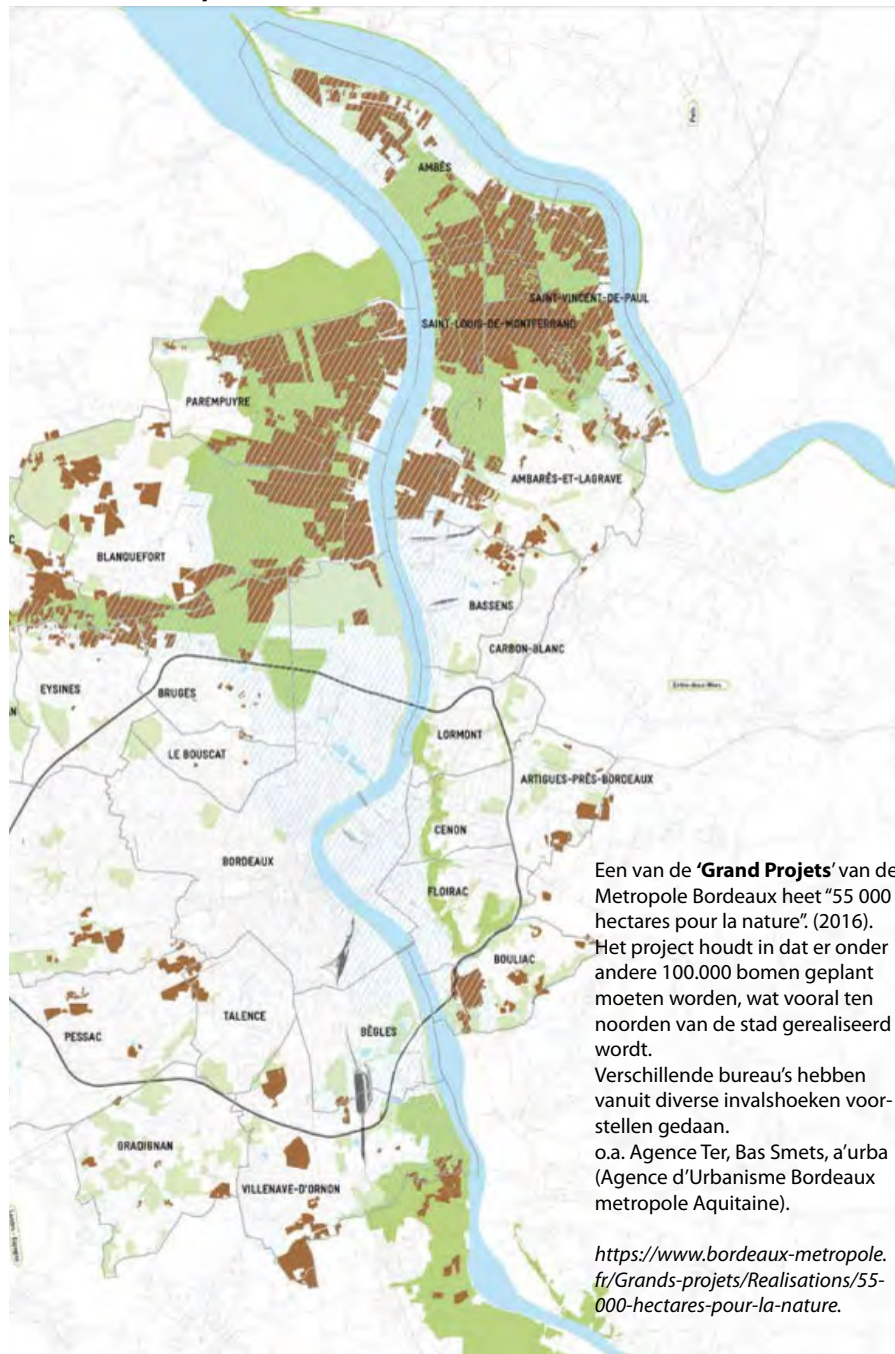 AMBÈS
SAINT-VINCENT-DE-PAUL
SAINT-LOUIS-DE-MONTFERRAND
PAREMPUYRE
AMBARÈS-ET-LAGRAVE
BLANQUEFORT
BASSENS
CARBON-BLANC
EYSINES
BRUGES
LORMONT
LE BOUSCAT
ARTIGUES-PRÈS-BORDEAUX
CENON
BORDEAUX
FLOIRAC
BOULIAC
TALENCE
BÈGLES
PESSAC
GRADIGNAN
VILLENAVE-D'ORNON
Paris
Entre-deux-Mers
Een van de 'Grand Projets' van de
Metropole Bordeaux heet "55 000
hectares pour la nature". (2016).
Het project houdt in dat er onder
andere 100.000 bomen geplant
moeten worden, wat vooral ten
noorden van de stad gerealiseerd
wordt.
Verschillende bureau's hebben
vanuit diverse invalshoeken voor-
stellen gedaan.
o.a. Agence Ter, Bas Smets, a'urba
(Agence d'Urbanisme Bordeaux
metropole Aquitaine).
https://www.bordeaux-metropole.
fr/Grands-projets/Realisations/55-
000-hectares-pour-la-nature.